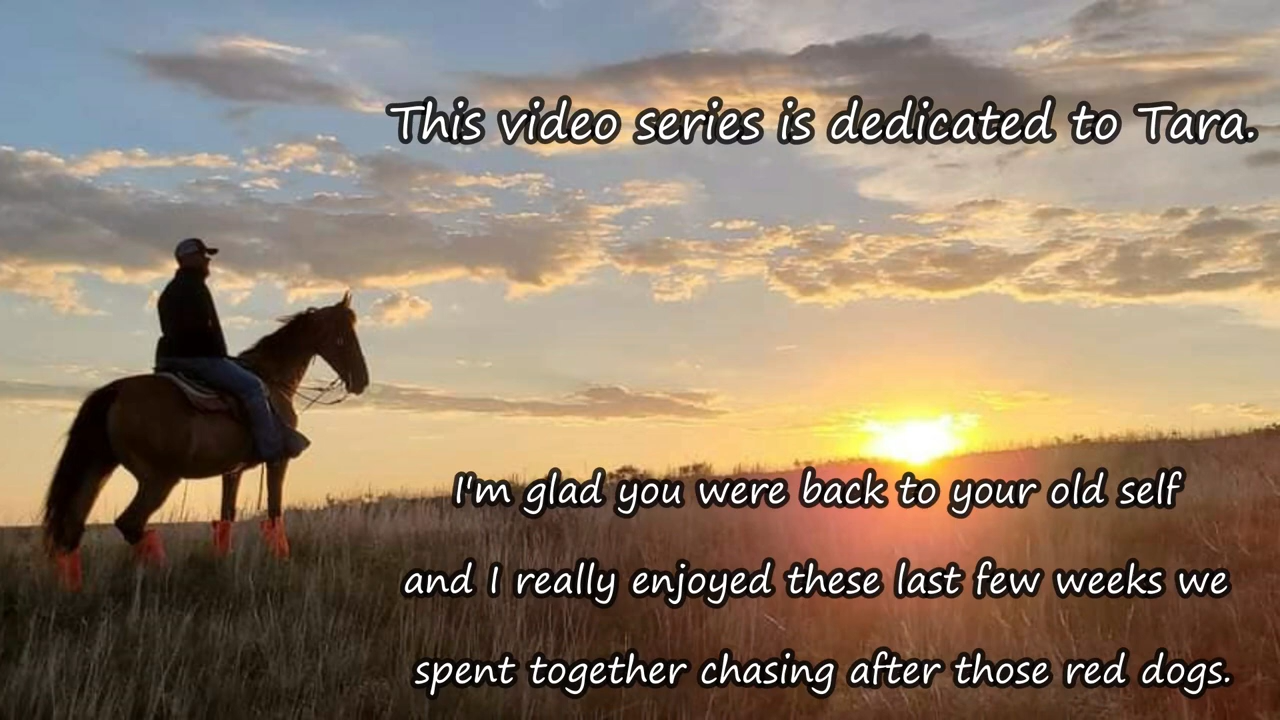 This video series is dedicated to Tara.
I'm glad you were back to your old self
and I really enjoyed these last few weeks we
spent together chasing after those red dogs.